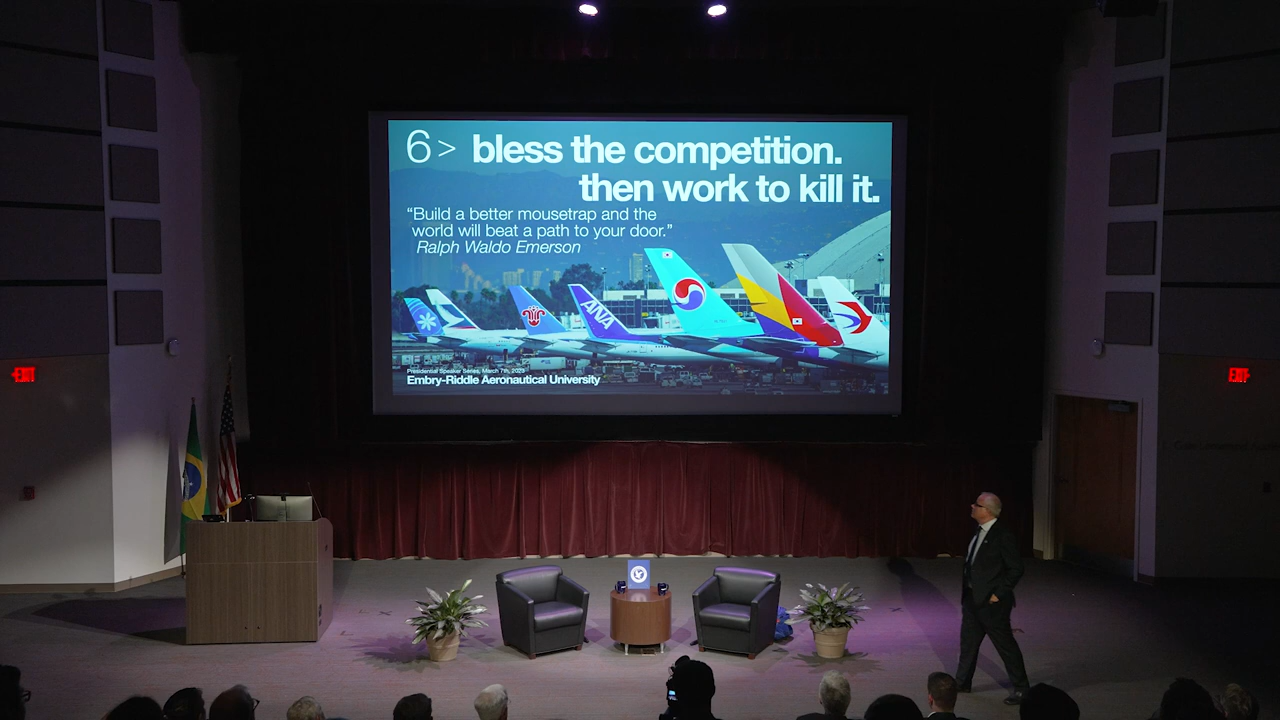 6> bless the competition.
then work to kill it.
“Build a better mousetrap and the
world will beat a path to your door.”
Ralph Waldo Emerson
ANA
Presidential Speaker Series, March 7th, 2023
Embry-Riddle Aeronautical University
EXIT
EXIT